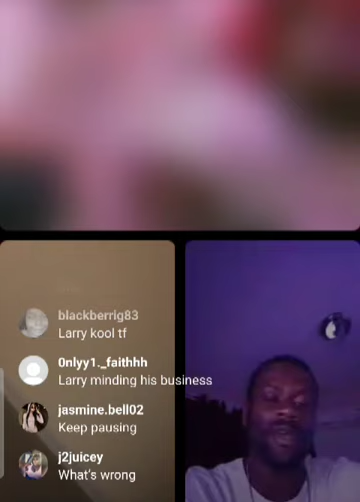 blackberrig83
Larry kool tf
0nlyy1._faithhh
Larry minding his business
jasmine.bell02
Keep pausing
j2juicey
What's wrong